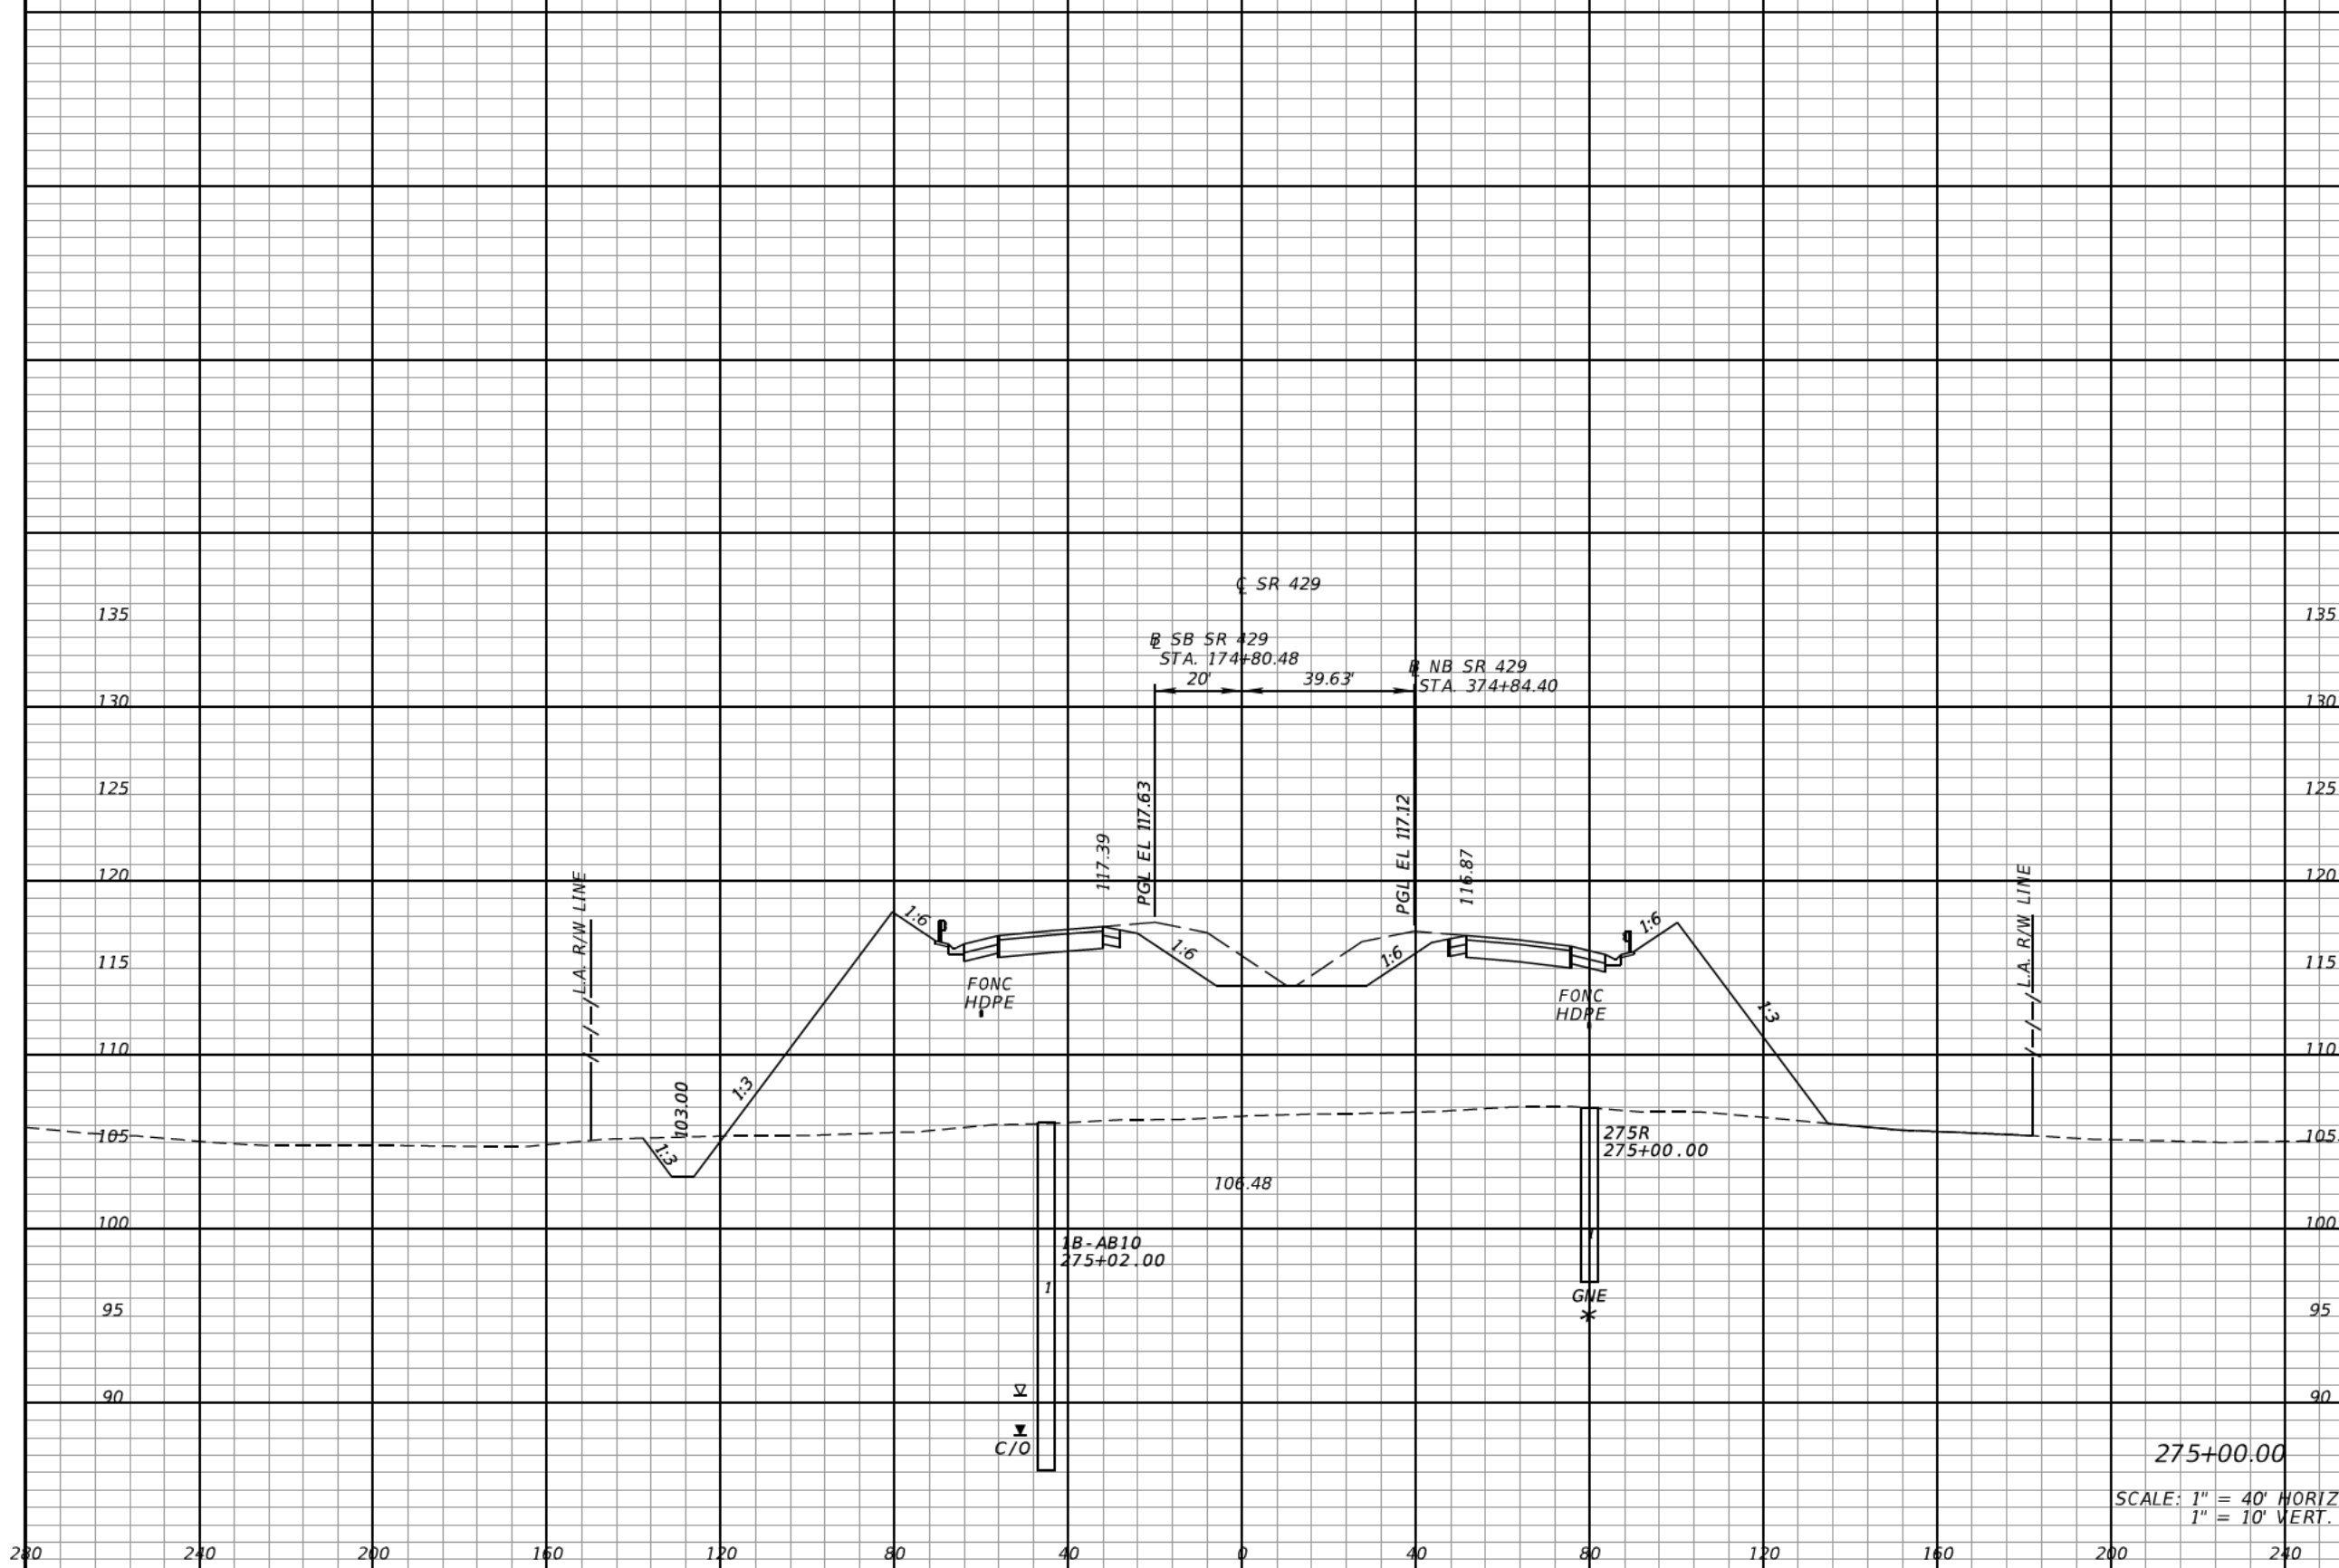 ℄ SR 429
135
135
℄ SB SR 429
STA. 174+80.48
20'
39.63'
℄ NB SR 429
STA. 374+84.40
130
130
125
125
117.39
PGL EL 117.63
PGL EL 117.12
116.87
120
120
L.A. R/W LINE
L.A. R/W LINE
1:6
1:6
1:6
1:6
115
115
FONC
HDPE
FONC
HDPE
1:3
110
110
1:3
103.00
105
105
1:3
275R
275+00.00
106.48
100
100
1B-AB10
275+02.00
1
1
GNE
95
95
90
90
C/O
275+00.00
SCALE: 1" = 40' HORIZ
1" = 10' VERT.
280 240 200 160 120 80 40 0 40 80 120 160 200 240